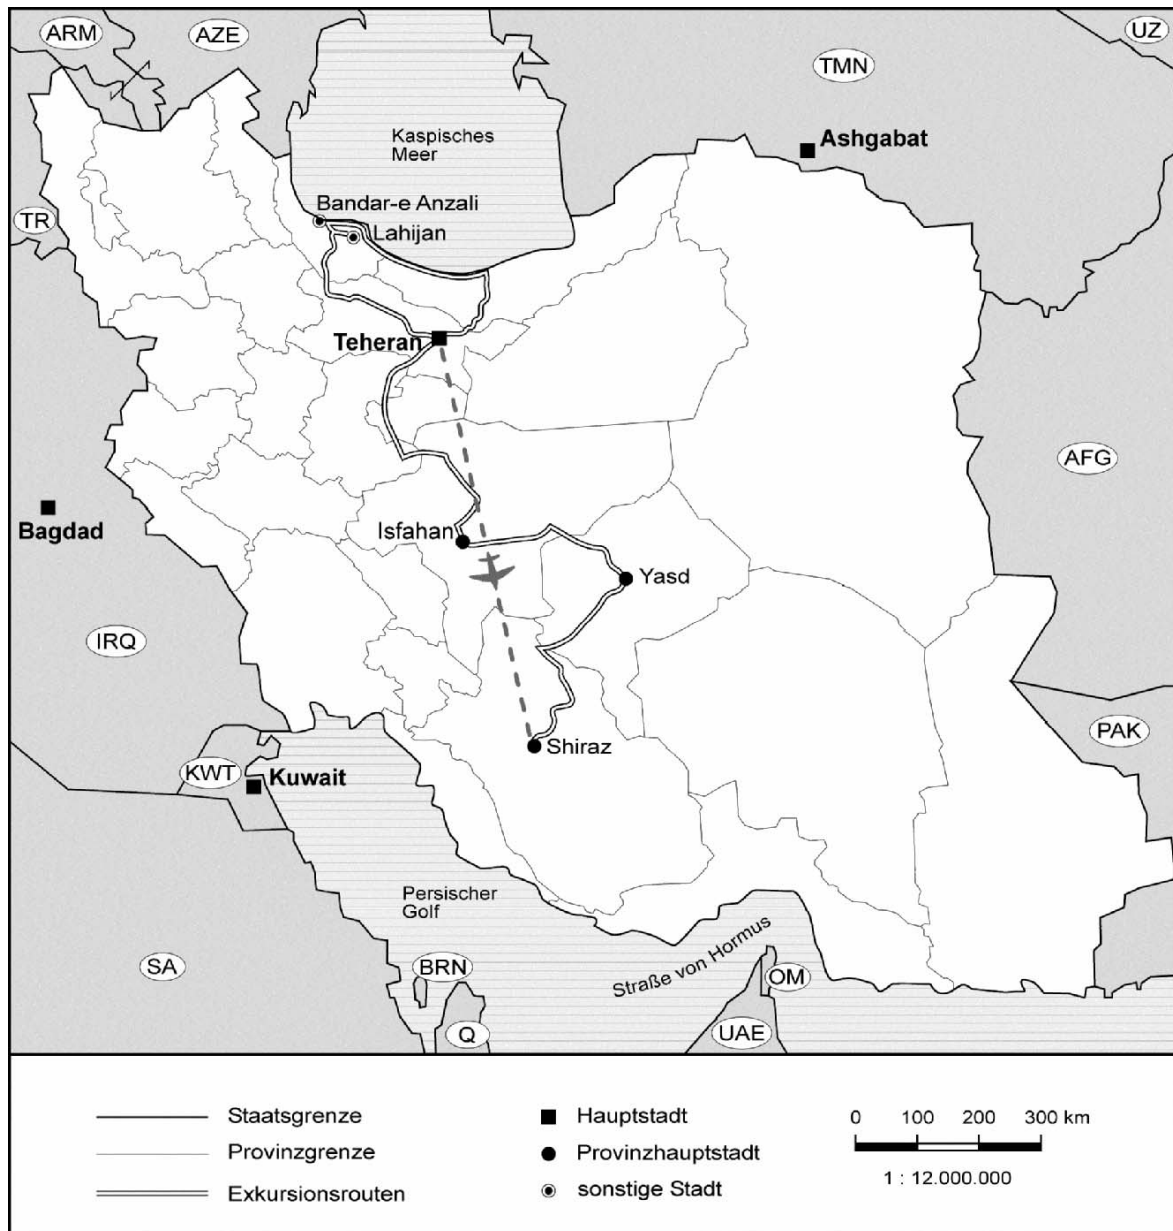 ARM
AZE
UZ
TMN
Kaspisches
Meer
Ashgabat
TR
Bandar-e Anzali
Lahijan
Teheran
AFG
Bagdad
Isfahan
Yasd
IRQ
PAK
Shiraz
KWT
Kuwait
Persischer
Golf
Straße von Hormus
SA
BRN
OM
Q
UAE
Staatsgrenze
Provinzgrenze
Exkursionsrouten
Hauptstadt
Provinzhauptstadt
sonstige Stadt
0 100 200 300 km
1 : 12.000.000